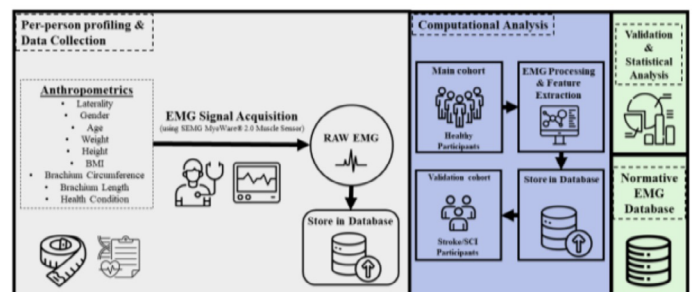 Per-person profiling &
Data Collection
Anthropometrics
• Laterality
• Gender
• Age
• Weight
• Height
• BMI
• Brachium Circumference
• Brachium Length
• Health Condition
EMG Signal Acquisition
(using SEMG MyoWare® 2.0 Muscle Sensor)
RAW EMG
Store in Database
Computational Analysis
Main cohort
Healthy
Participants
EMG Processing
& Feature
Extraction
Label
Validation cohort
Stroke/SCI
Participants
Store in Database
Validation
&
Statistical
Analysis
Normative
EMG
Database